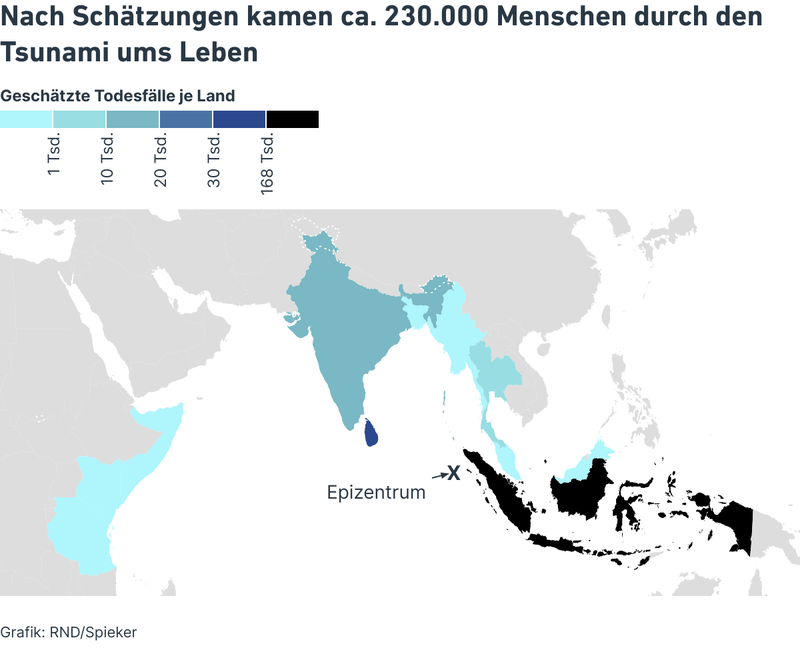 Nach Schätzungen kamen ca. 230.000 Menschen durch den
Tsunami ums Leben
Geschätzte Todesfälle je Land
1 Tsd.
10 Tsd.
20 Tsd.
30 Tsd.
168 Tsd.
X
Epizentrum
Grafik: RND/Spieker